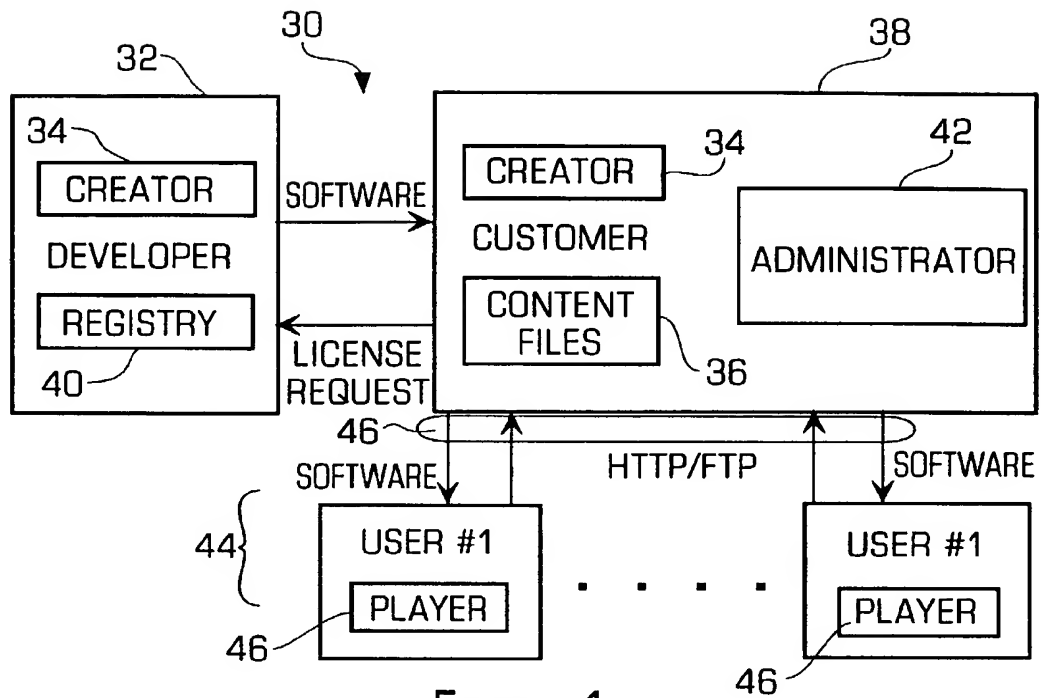 30
32
38
34
CREATOR
DEVELOPER
REGISTRY
40
SOFTWARE
LICENSE
REQUEST
CREATOR
34
CUSTOMER
CONTENT
FILES
36
42
ADMINISTRATOR
46
HTTP/FTP
SOFTWARE
SOFTWARE
44
USER #1
PLAYER
46
USER #1
PLAYER
46